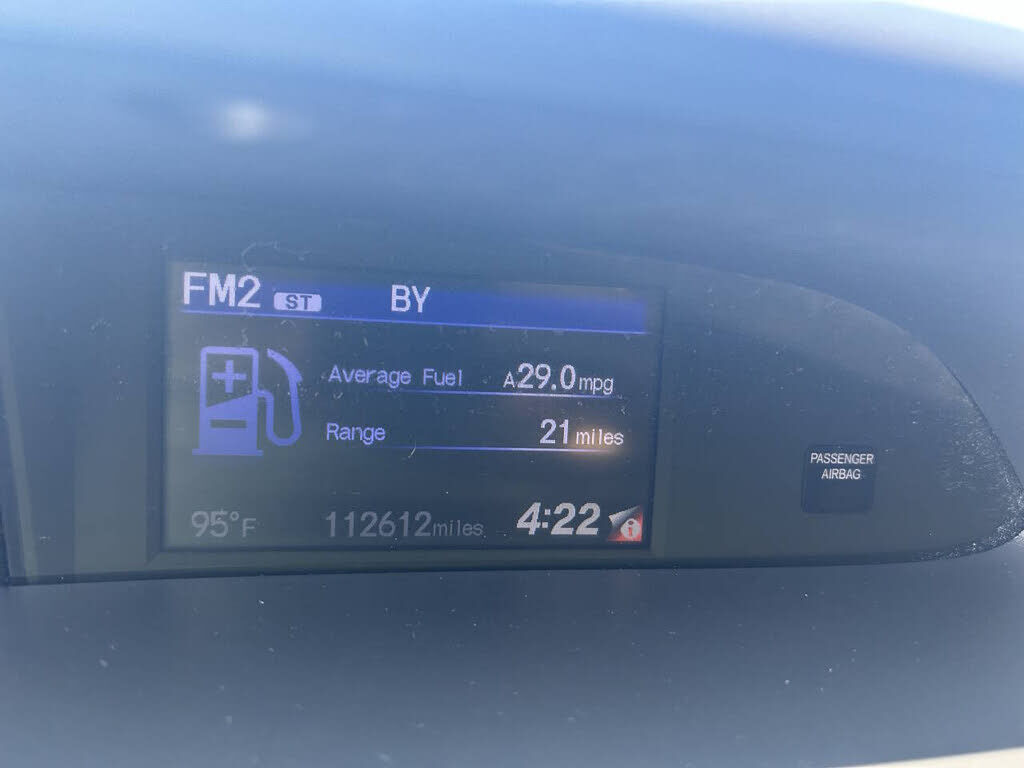 FM2 ST BY
Average Fuel A29.0mpg
Range 21 miles
95°F 112612miles 4:22 i
PASSENGER
AIRBAG